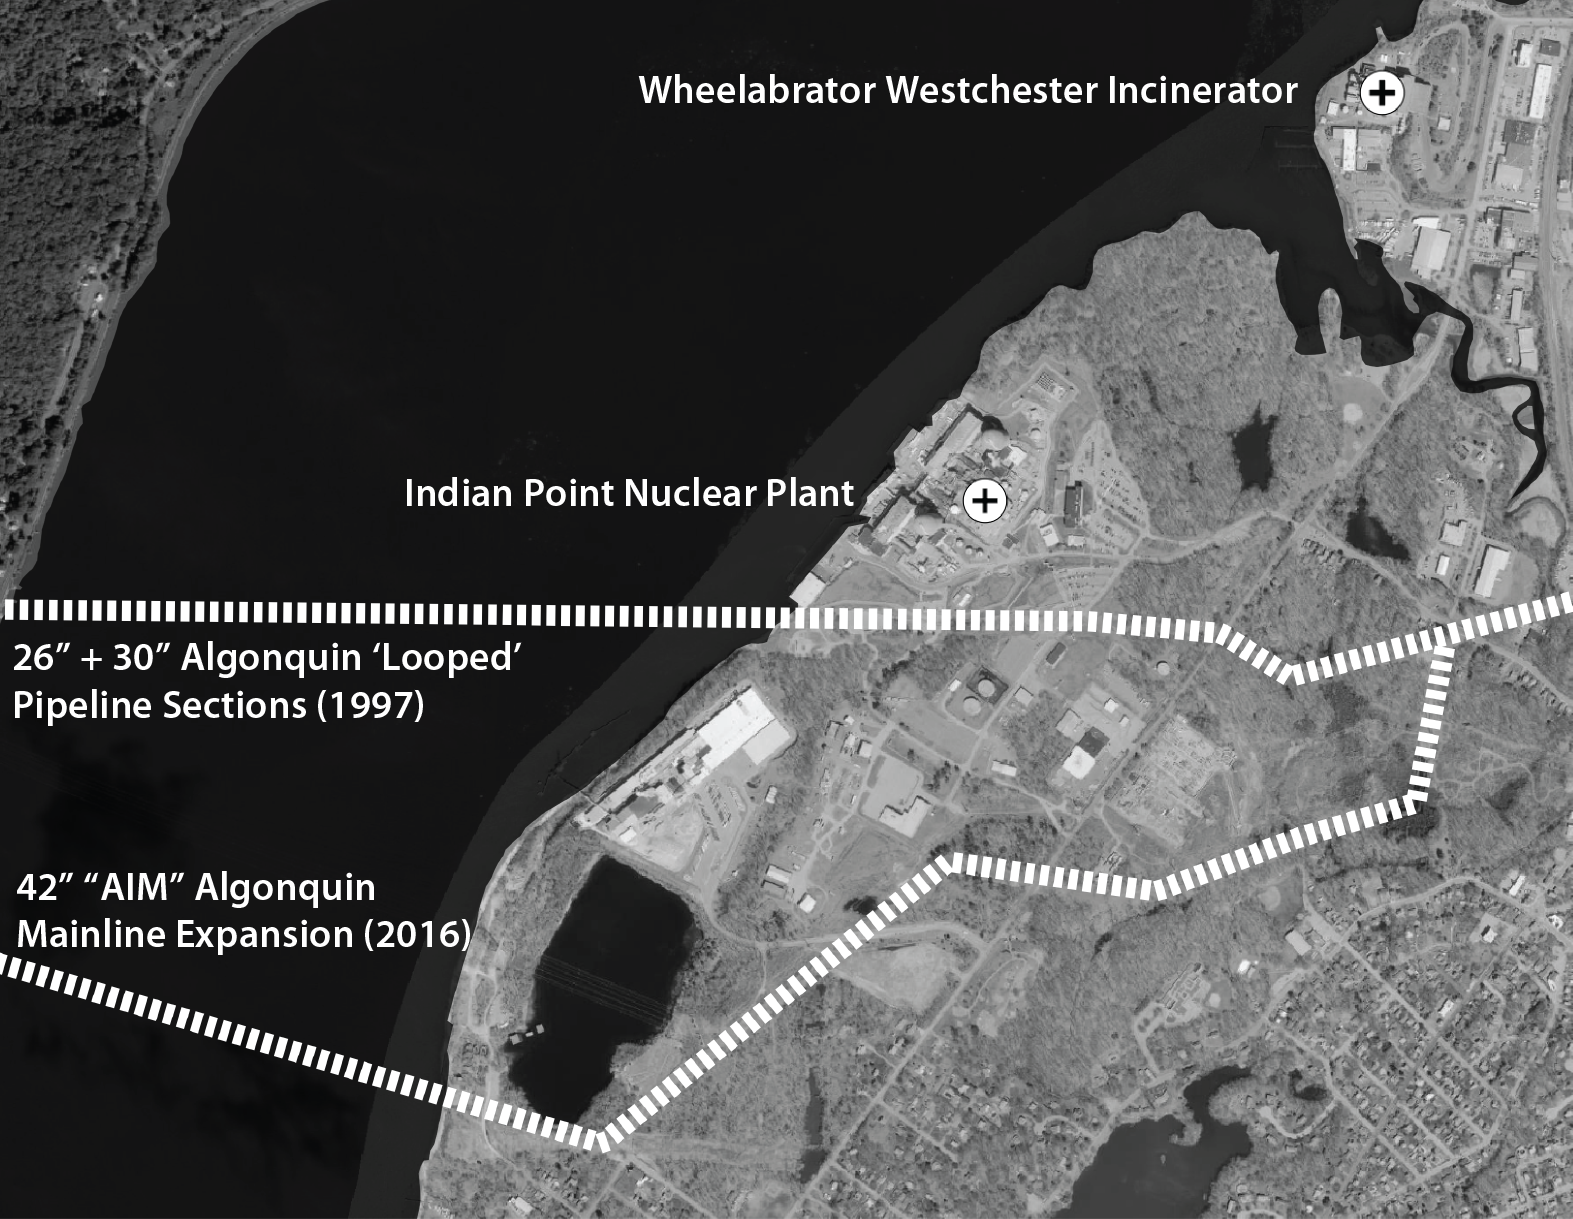 Wheelabrator Westchester Incinerator
Indian Point Nuclear Plant
26” + 30” Algonquin ‘Looped’
Pipeline Sections (1997)
42” “AIM” Algonquin
Mainline Expansion (2016)